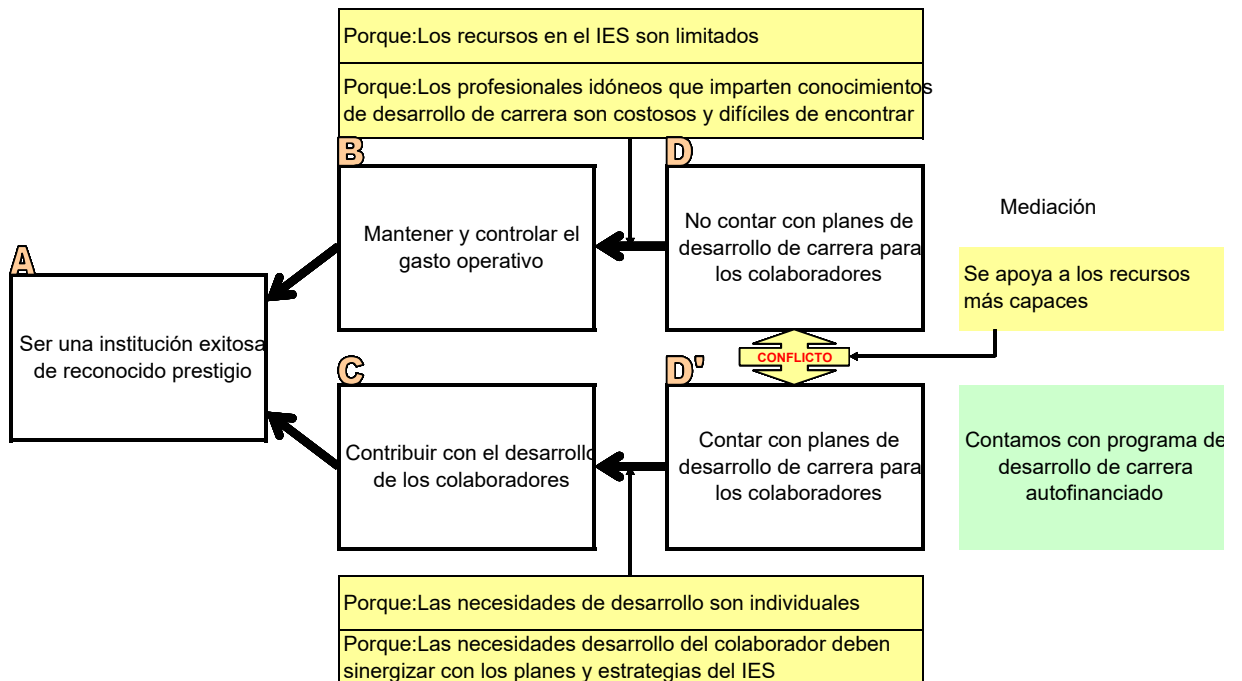 Porque:Los recursos en el IES son limitados
Porque:Los profesionales idóneos que imparten conocimientos
de desarrollo de carrera son costosos y difíciles de encontrar
B
Mantener y controlar el
gasto operativo
D
No contar con planes de
desarrollo de carrera para
los colaboradores
Mediación
Se apoya a los recursos
más capaces
A
Ser una institución exitosa
de reconocido prestigio
CONFLICTO
C
Contribuir con el desarrollo
de los colaboradores
D'
Contar con planes de
desarrollo de carrera para
los colaboradores
Contamos con programa de
desarrollo de carrera
autofinanciado
Porque:Las necesidades de desarrollo son individuales
Porque:Las necesidades desarrollo del colaborador deben
sinergizar con los planes y estrategias del IES